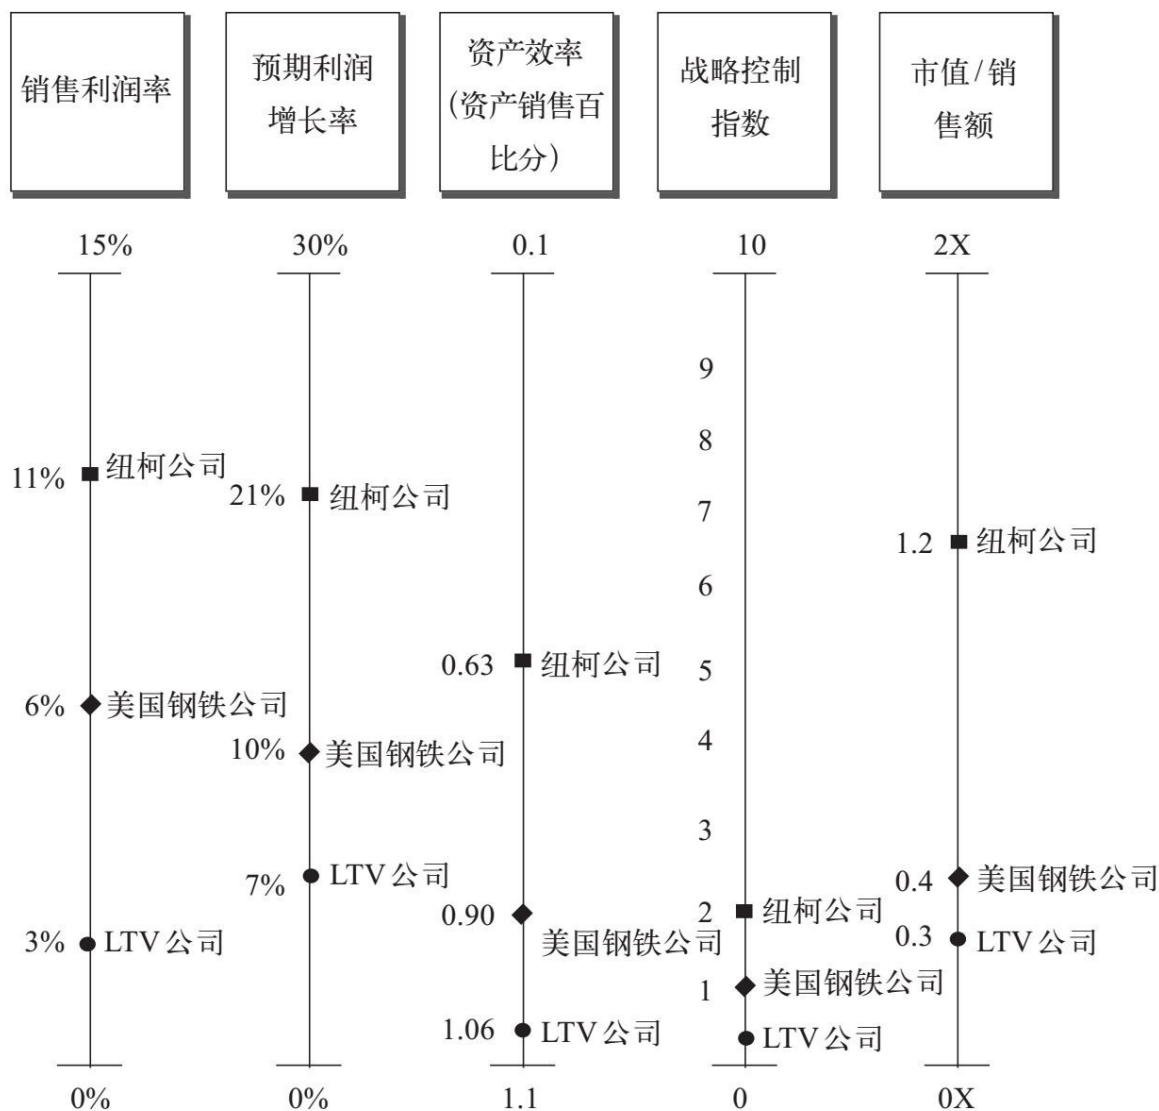 销售利润率
预期利润
增长率
资产效率
(资产销售百
比分)
战略控制
指数
市值/销
售额
15%
11%
纽柯公司
6%
美国钢铁公司
3%
LTV公司
0%
30%
21%
纽柯公司
10%
美国钢铁公司
7%
LTV公司
0%
0.1
0.63
纽柯公司
0.90
美国钢铁公司
1.06
LTV公司
1.1
10
9
8
7
6
5
4
3
2
纽柯公司
1
美国钢铁公司
LTV公司
0
2X
1.2
纽柯公司
0.4
美国钢铁公司
0.3
LTV公司
0X